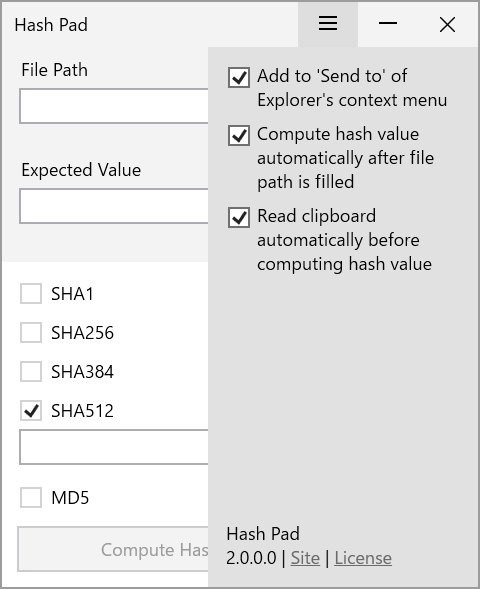 Hash Pad
File Path
Expected Value
SHA1
SHA256
SHA384
SHA512
MD5
Compute Has
Add to 'Send to' of
Explorer's context menu
Compute hash value
automatically after file
path is filled
Read clipboard
automatically before
computing hash value
Hash Pad
2.0.0.0 | Site | License